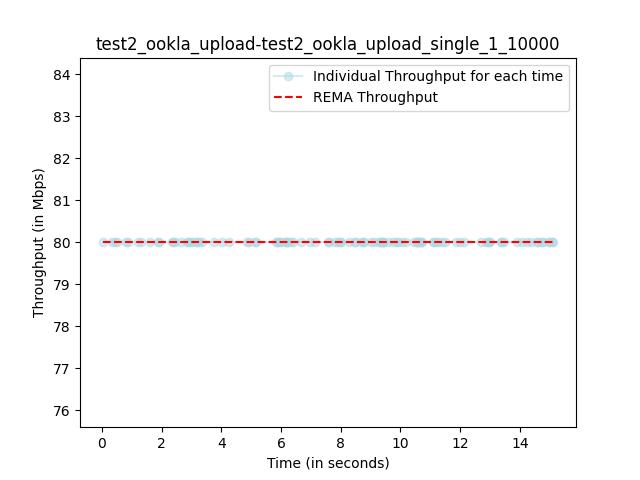 test2_ookla_upload-test2_ookla_upload_single_1_10000
Individual Throughput for each time
REMA Throughput
Throughput (in Mbps)
84
83
82
81
80
79
78
77
76
0 2 4 6 8 10 12 14
Time (in seconds)